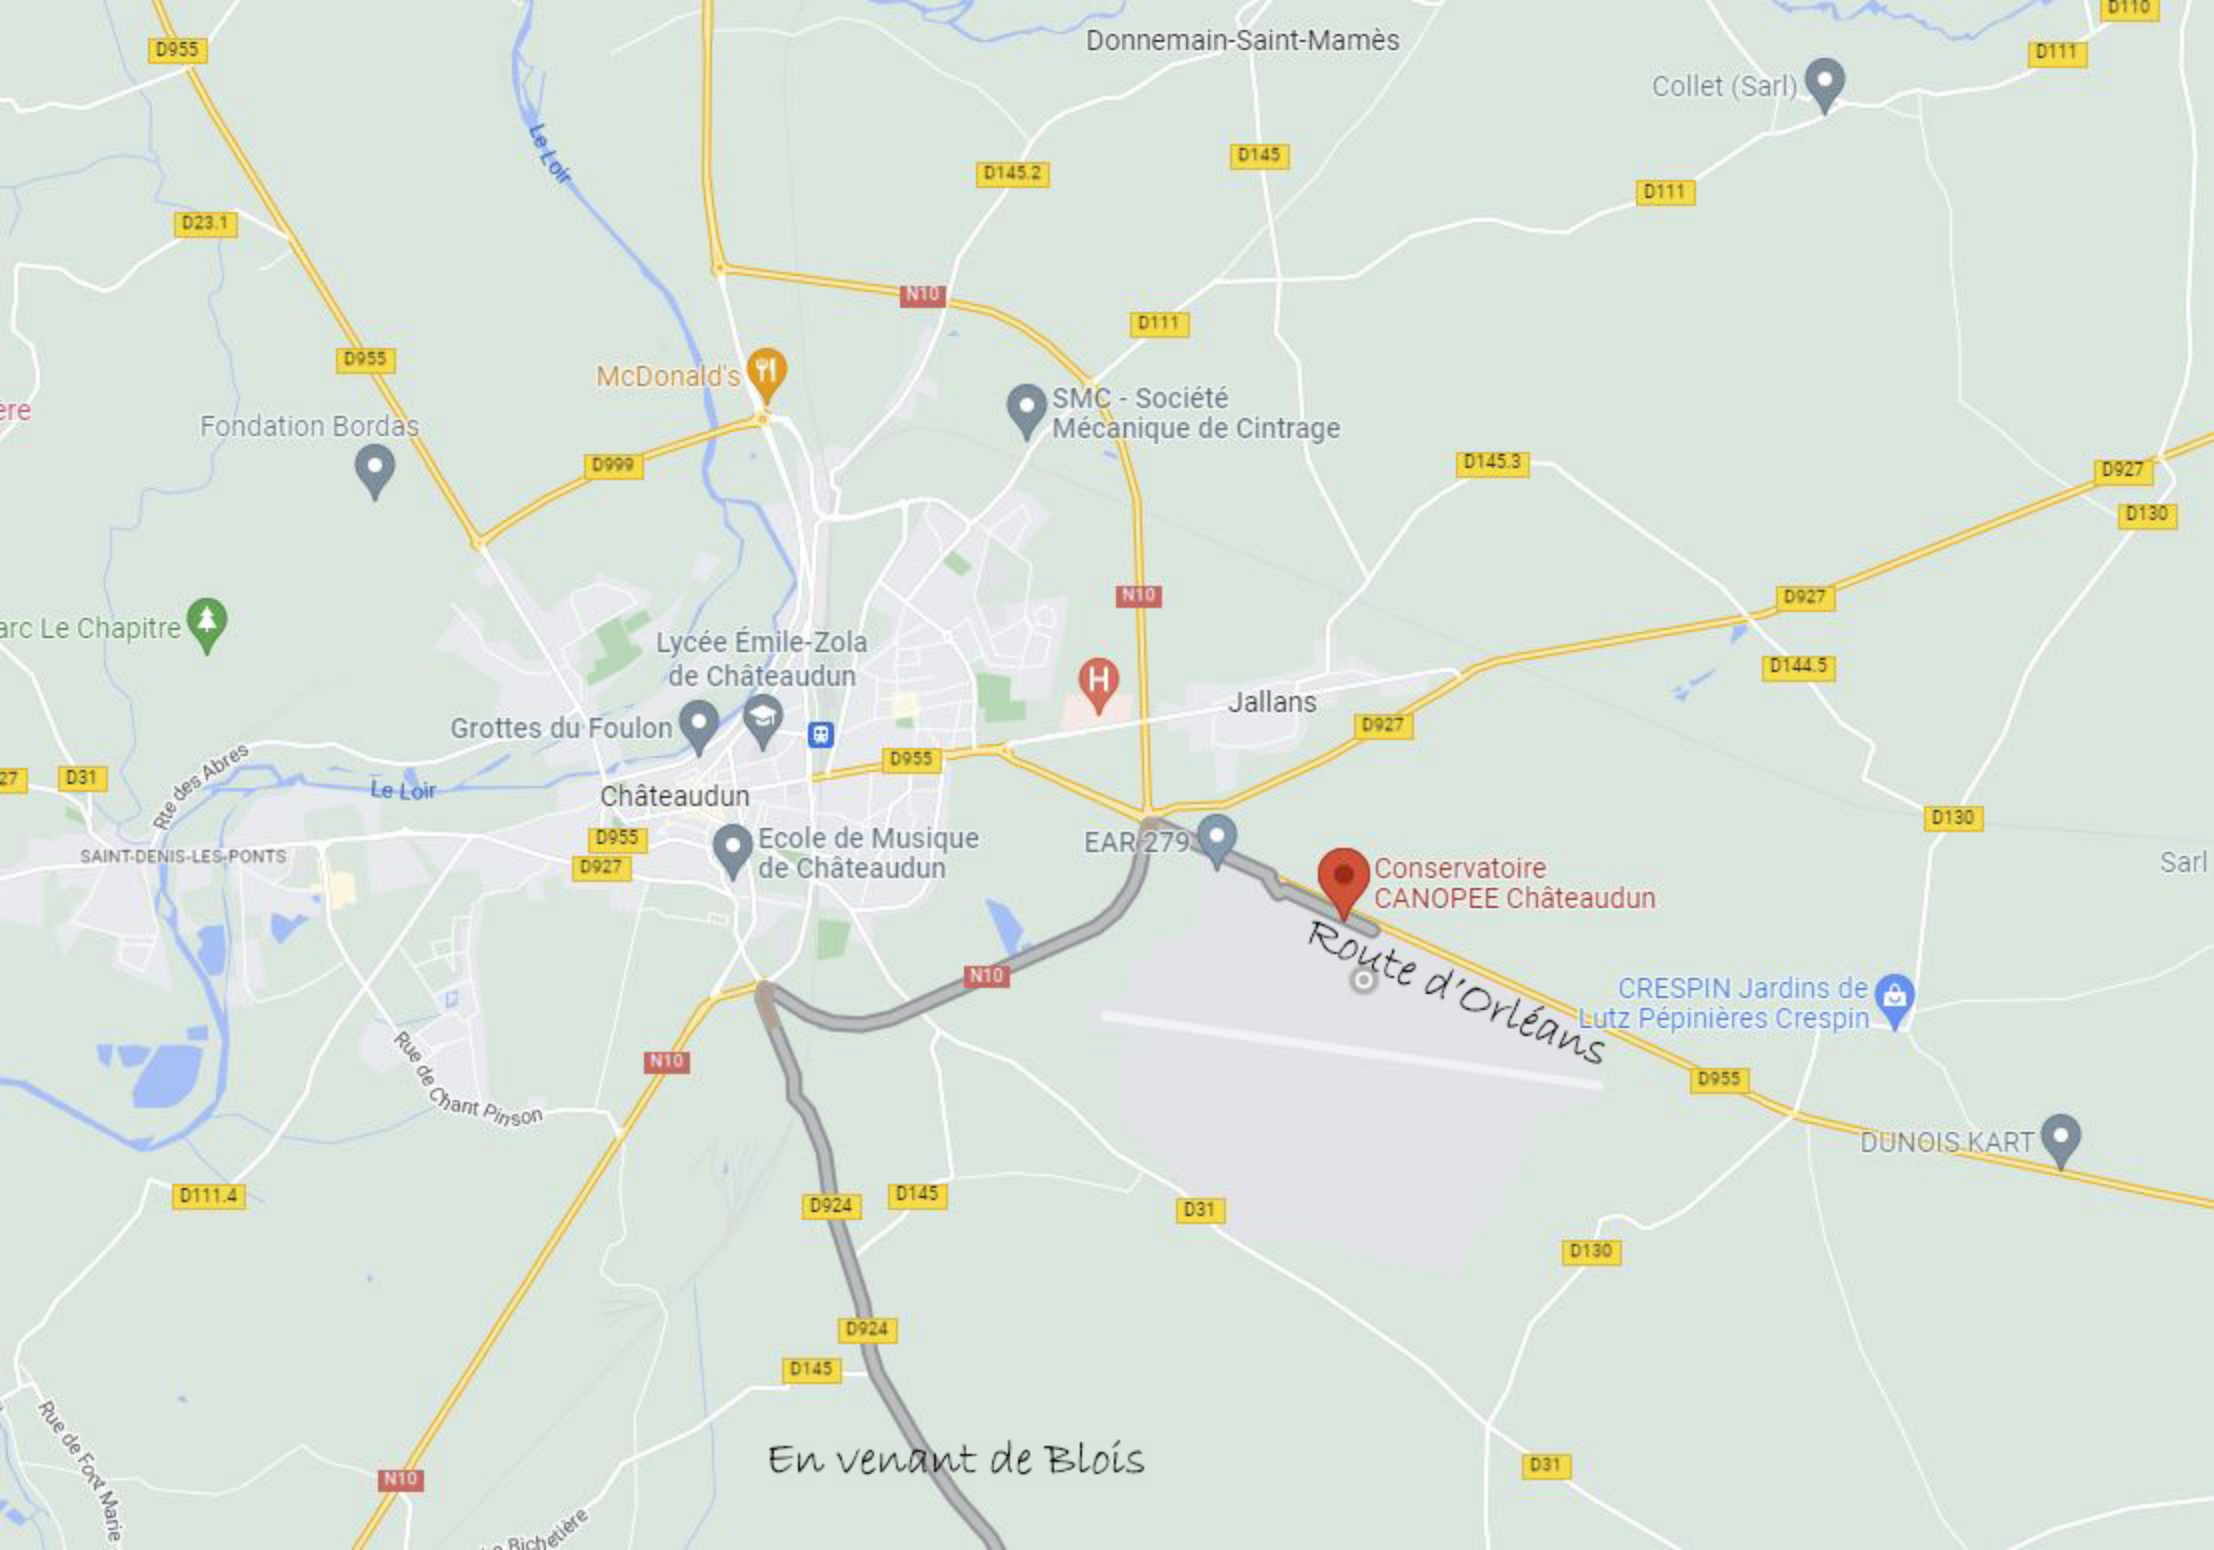 D110
Donnemain-Saint-Mamès
D955
D111
Collet (Sarl)
Le Loir
D145
D145.2
D111
D23.1
N10
D111
D955
McDonald's
SMC - Société
Mécanique de Cintrage
ère
Fondation Bordas
D999
D145.3
D927
D130
N10
D927
arc Le Chapitre
Lycée Émile-Zola
de Châteaudun
H
D144.5
Jallans
Grottes du Foulon
D927
D955
27
D31
Rte des Abres
Le Loir
Châteaudun
D130
D955
Ecole de Musique
de Châteaudun
EAR 279
SAINT-DENIS-LES-PONTS
D927
Conservatoire
CANOPEE Châteaudun
Sarl
Route d'Orléans
N10
CRESPIN Jardins de
Lutz Pépinières Crespin
N10
Rue de Chant Pinson
D955
DUNOIS KART
D111.4
D924
D145
D31
D130
D924
D145
Rue de Font Marie
En venant de Blois
N10
D31
Bichetière